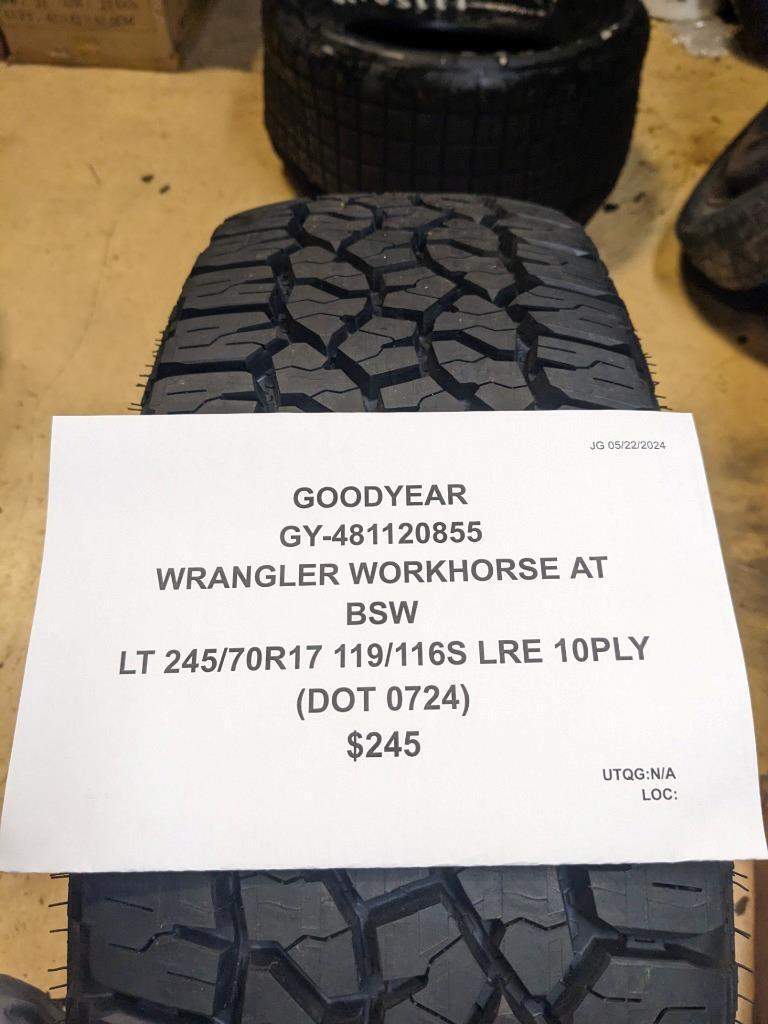 JG 05/22/2024
GOODYEAR
GY-481120855
WRANGLER WORKHORSE AT
BSW
LT 245/70R17 119/116S LRE 10PLY
(DOT 0724)
$245
UTQG:N/A
LOC: